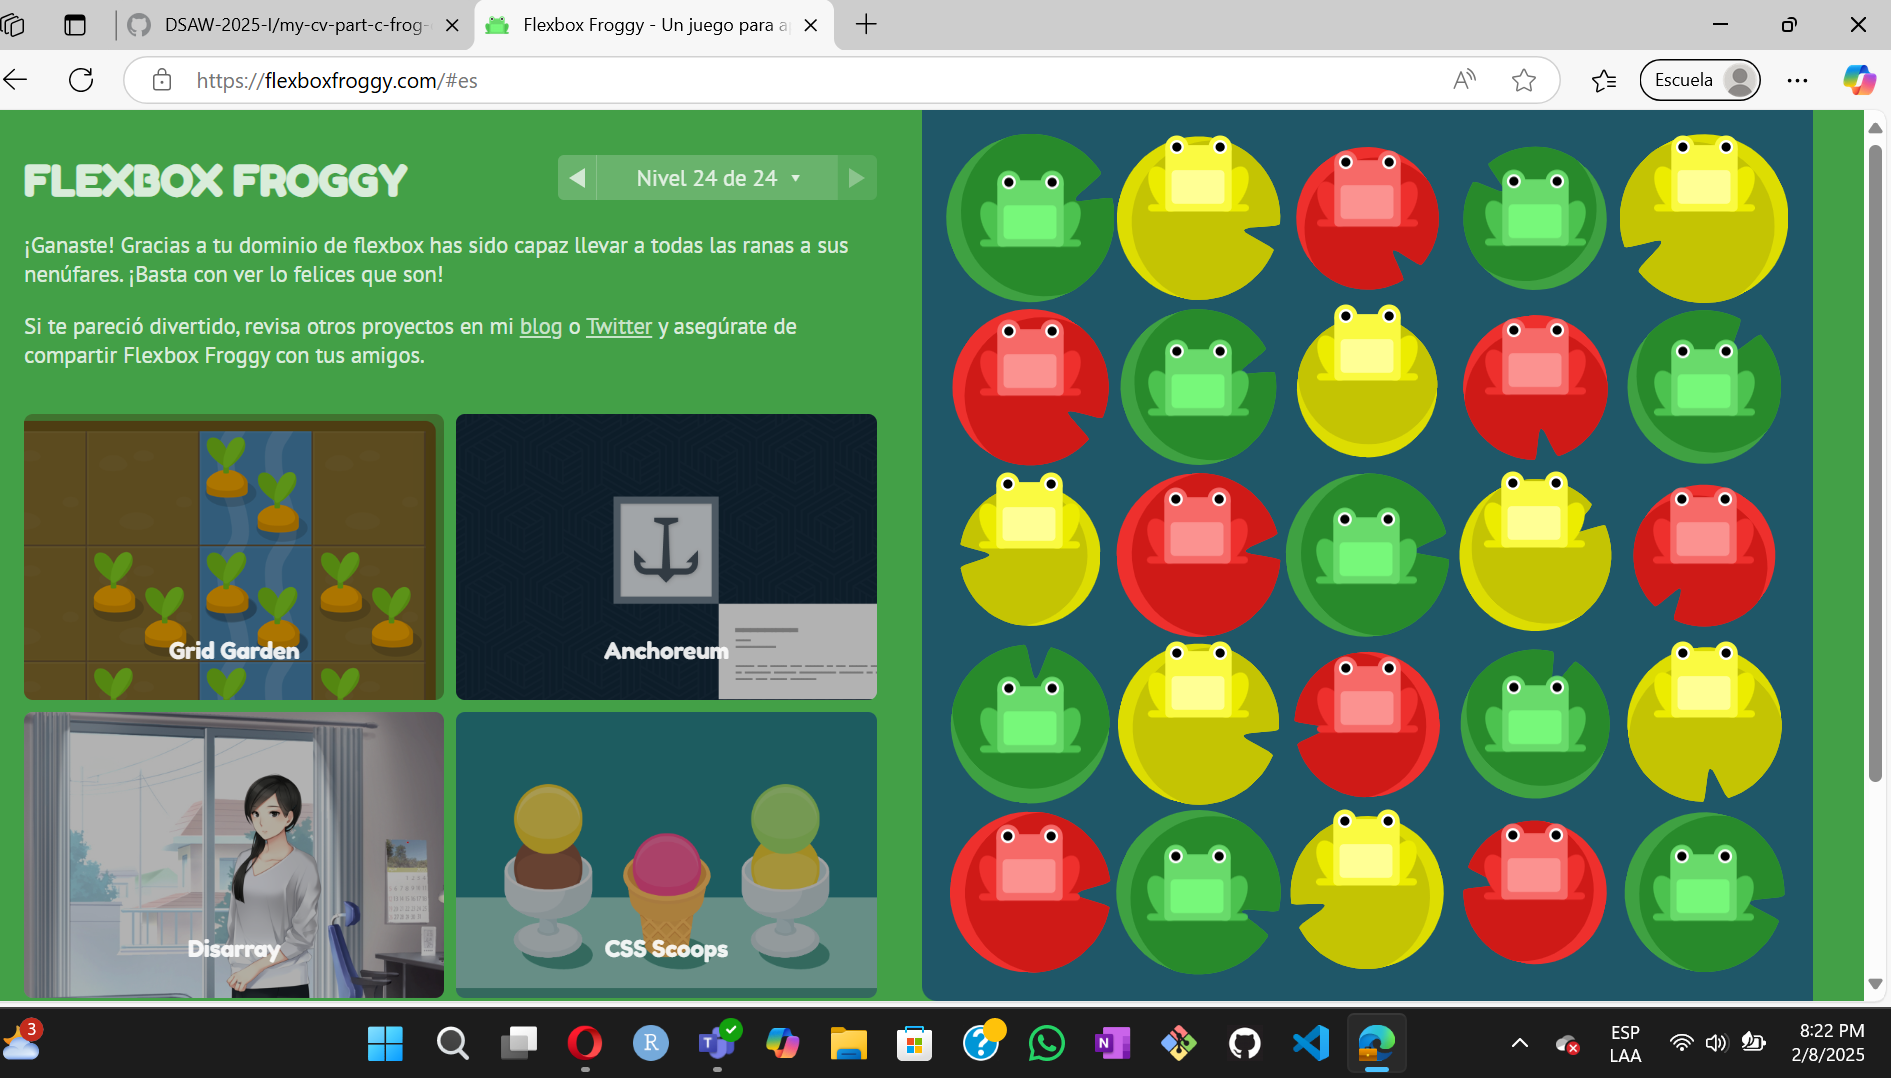 DSAW-2025-I/my-cv-part-c-frog-
Flexbox Froggy - Un juego para a
https://flexboxfroggy.com/#es
Escuela
FLEXBOX FROGGY
Nivel 24 de 24
¡Ganaste! Gracias a tu dominio de flexbox has sido capaz llevar a todas las ranas a sus
nenúfares. ¡Basta con ver lo felices que son!
Si te pareció divertido, revisa otros proyectos en mi blog o Twitter y asegúrate de
compartir Flexbox Froggy con tus amigos.
Grid Garden
Anchoreum
Disarray
CSS Scoops
3
R
T
?
N
ESP
LAA
8:22 PM
2/8/2025